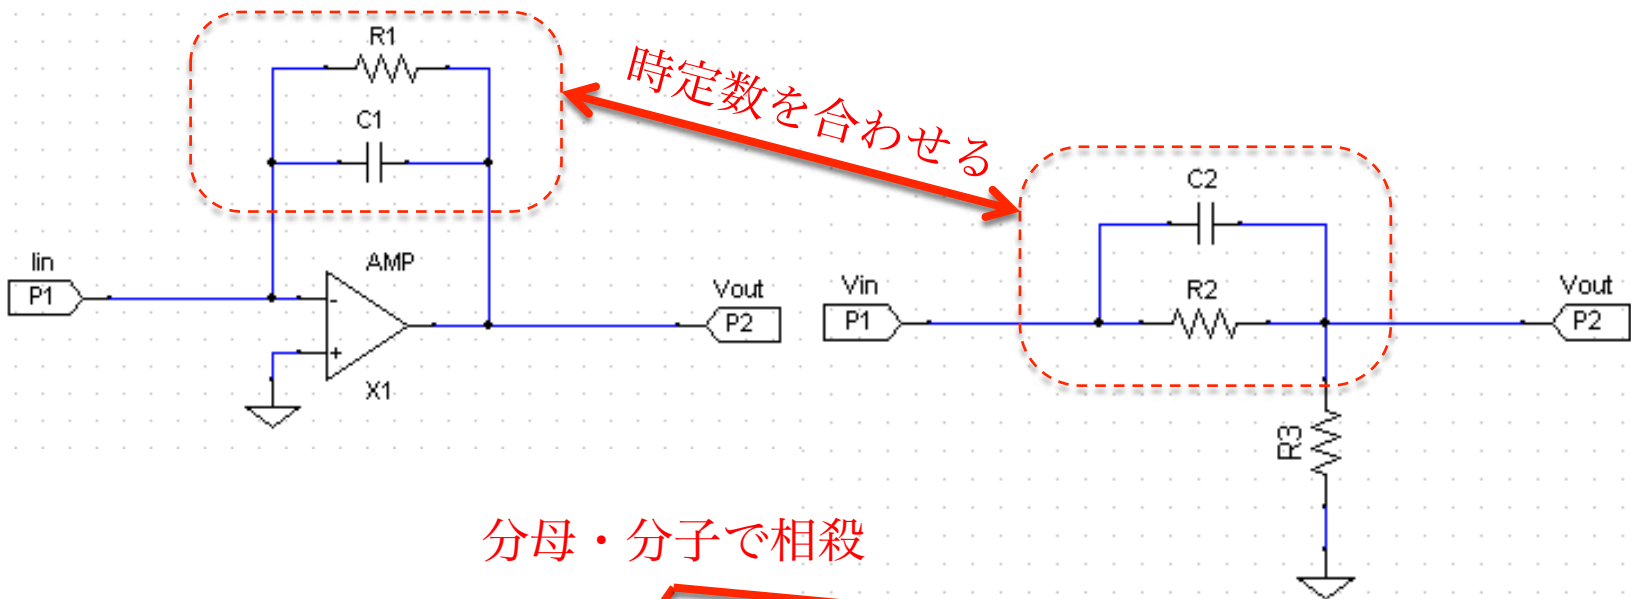 R1
時定数を合わせる
C1
C2
Iin
AMP
P1
Vout
P2
X1
Vin
P1
R2
Vout
P2
R3
分母・分子で相殺